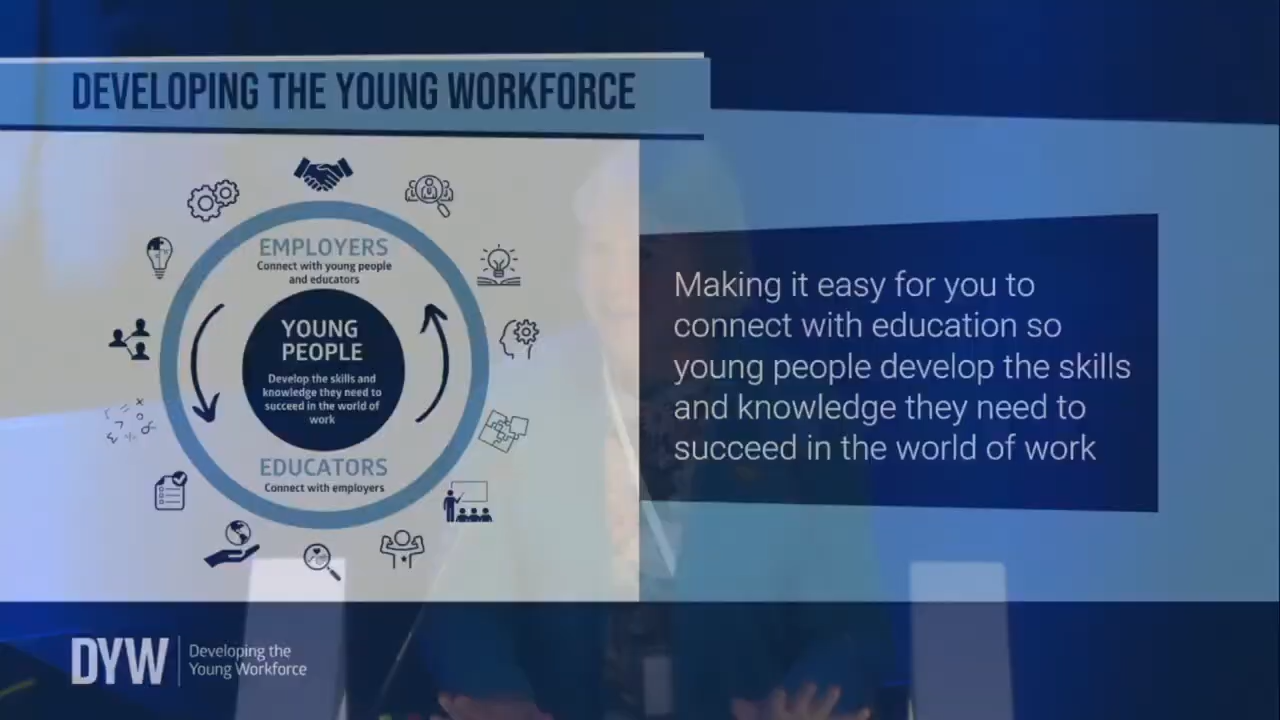 DEVELOPING THE YOUNG WORKFORCE
EMPLOYERS
Connect with young people
and educators
YOUNG
PEOPLE
Develop the skills and
knowledge they need to
succeed in the world of
work
EDUCATORS
Connect with employers
Making it easy for you to
connect with education so
young people develop the skills
and knowledge they need to
succeed in the world of work
DYW
Developing the
Young Workforce